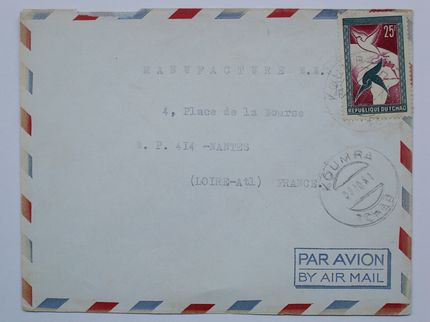 25F
REPUBLIQUE DU TCHAD
MANUFACTURE
4, Place de la Bourse
B. P. 414 -NANTES
(LOIRE-Atl) FRANCE.
KOUMRA
TCHAD
PAR AVION
BY AIR MAIL